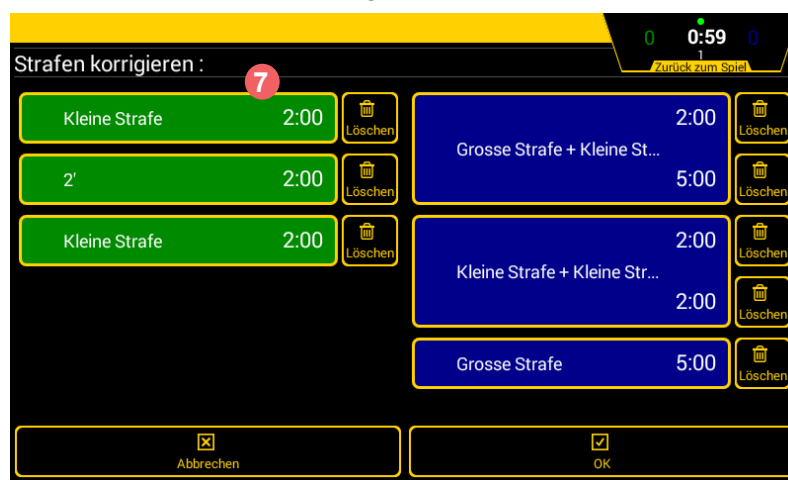 0 0:59 0
1
Zurück zum Spiel
Strafen korrigieren :
7
Kleine Strafe 2:00 Löschen
2' 2:00 Löschen
Kleine Strafe 2:00 Löschen
2:00 Löschen
Grosse Strafe + Kleine St...
5:00 Löschen
2:00 Löschen
Kleine Strafe + Kleine Str...
2:00 Löschen
Grosse Strafe 5:00 Löschen
Abbrechen
OK